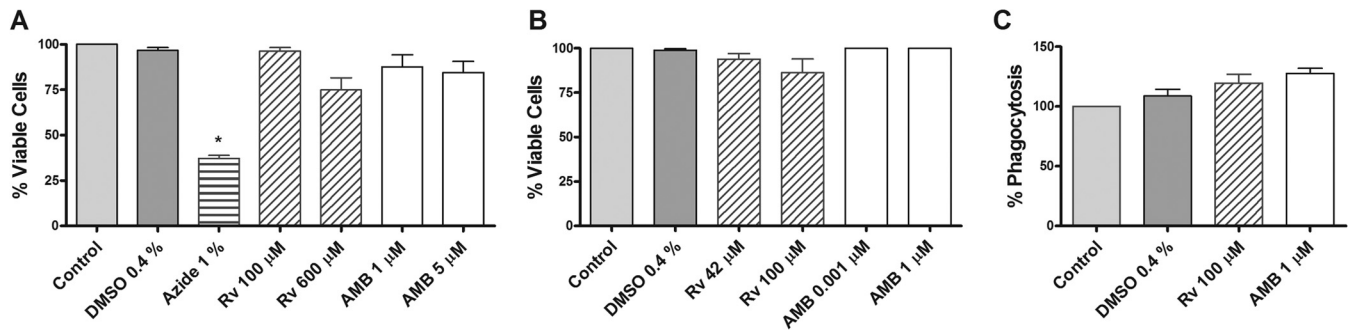 A
% Viable Cells
100
75
50
25
0
*
Control
DMSO 0.4 %
Azide 1 %
Rv 100 μM
Rv 600 μM
AMB 1 μM
AMB 5 μM
B
% Viable Cells
100
75
50
25
0
Control
DMSO 0.4 %
Rv 42 μM
Rv 100 μM
AMB 0.001 μM
AMB 1 μM
C
% Phagocytosis
150
100
50
0
Control
DMSO 0.4 %
Rv 100 μM
AMB 1 μM